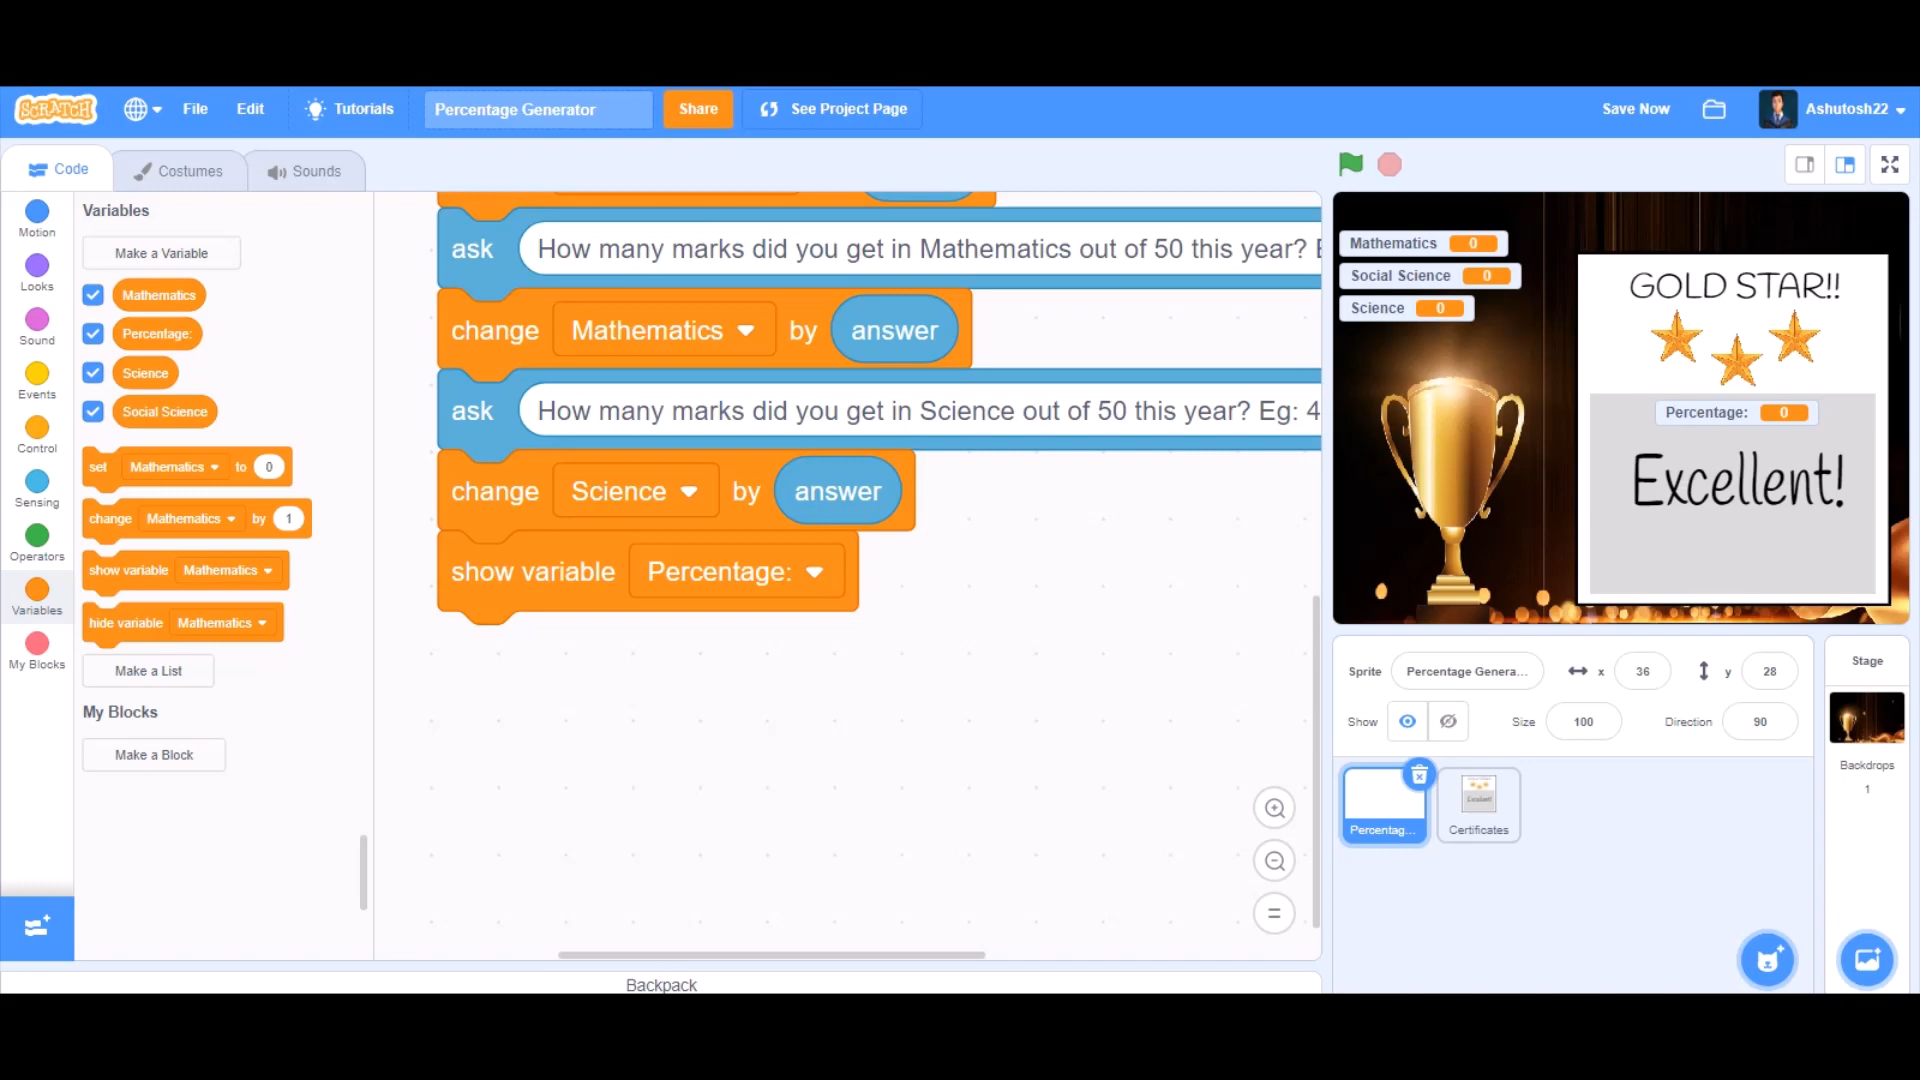 SCRATCH File Edit Tutorials Percentage Generator Share See Project Page Save Now Ashutosh22
Code Costumes Sounds
Motion
Looks
Sound
Events
Control
Sensing
Operators
Variables
My Blocks
Variables
Make a Variable
Mathematics
Percentage:
Science
Social Science
set Mathematics to 0
change Mathematics by 1
show variable Mathematics
hide variable Mathematics
Make a List
My Blocks
Make a Block
ask How many marks did you get in Mathematics out of 50 this year?
change Mathematics by answer
ask How many marks did you get in Science out of 50 this year? Eg: 4
change Science by answer
show variable Percentage:
Backpack
Mathematics 0
Social Science 0
Science 0
GOLD STAR!!
Percentage: 0
Excellent!
Sprite Percentage Genera... x 36 y 28
Show Size 100 Direction 90
Percentag...
Certificates
Stage
Backdrops
1